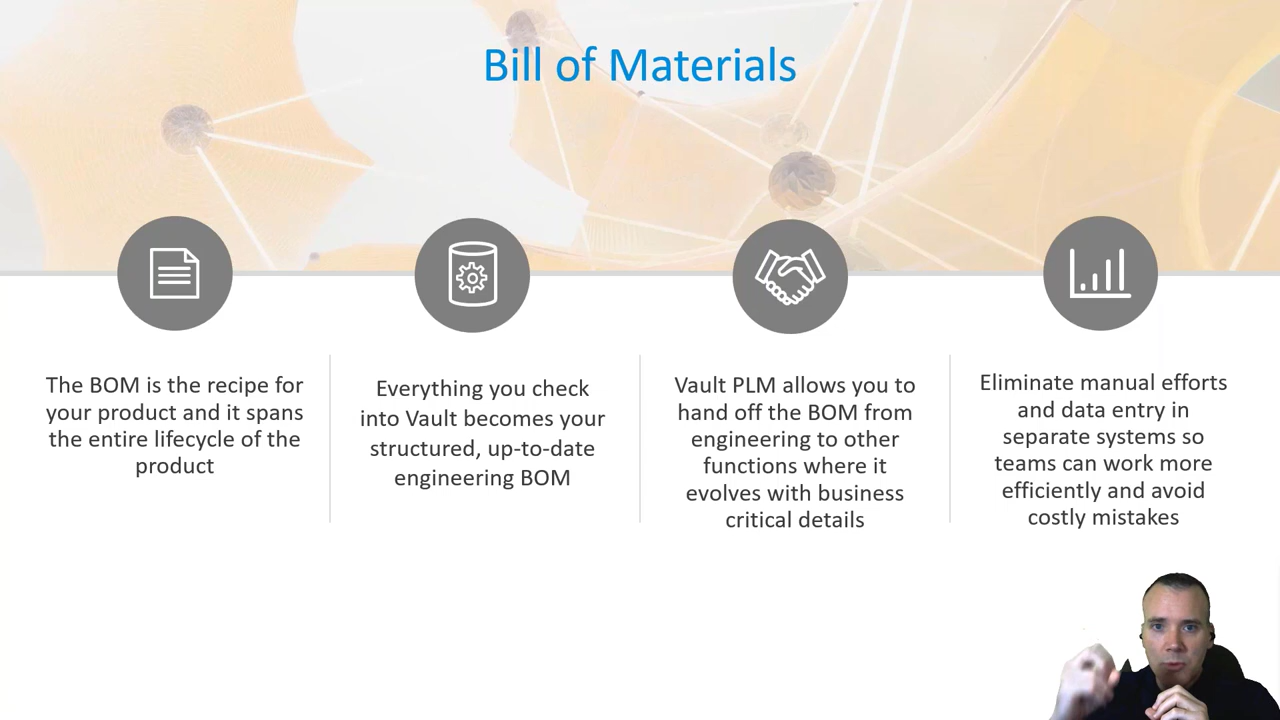 Bill of Materials
The BOM is the recipe for
your product and it spans
the entire lifecycle of the
product
Everything you check
into Vault becomes your
structured, up-to-date
engineering BOM
Vault PLM allows you to
hand off the BOM from
engineering to other
functions where it
evolves with business
critical details
Eliminate manual efforts
and data entry in
separate systems so
teams can work more
efficiently and avoid
costly mistakes